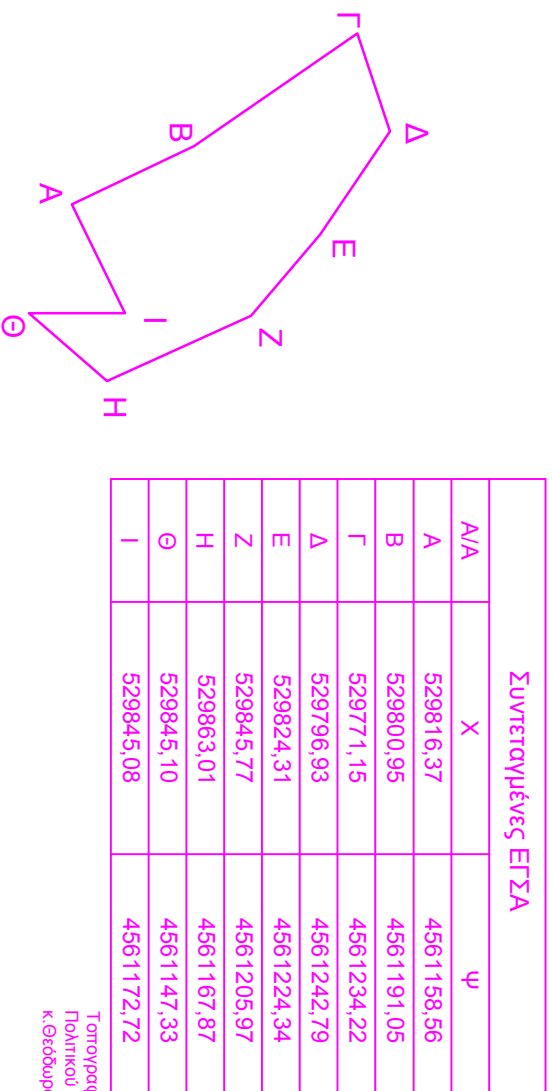 Γ
Δ
Β
Ε
Α
Ι
Ζ
Θ
Η
Συντεταγμένες ΕΓΣΑ
Α/Α Χ Ψ
Α 529816,37 4561158,56
Β 529800,95 4561191,05
Γ 529771,15 4561234,22
Δ 529796,93 4561242,79
Ε 529824,31 4561224,34
Ζ 529845,77 4561205,97
Η 529863,01 4561167,87
Θ 529845,10 4561147,33
Ι 529845,08 4561172,72
Πολιτικού